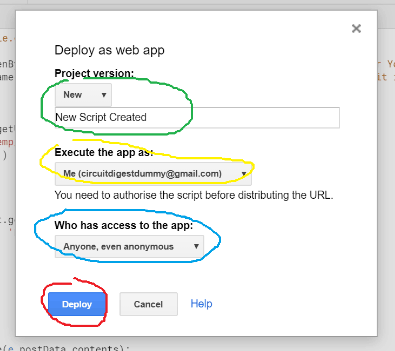 Deploy as web app
Project version:
New
New Script Created
Execute the app as:
Me (circuitdigestdummy@gmail.com)
You need to authorise the script before distributing the URL.
Who has access to the app:
Anyone, even anonymous
Deploy Cancel Help
e.postData.contents);